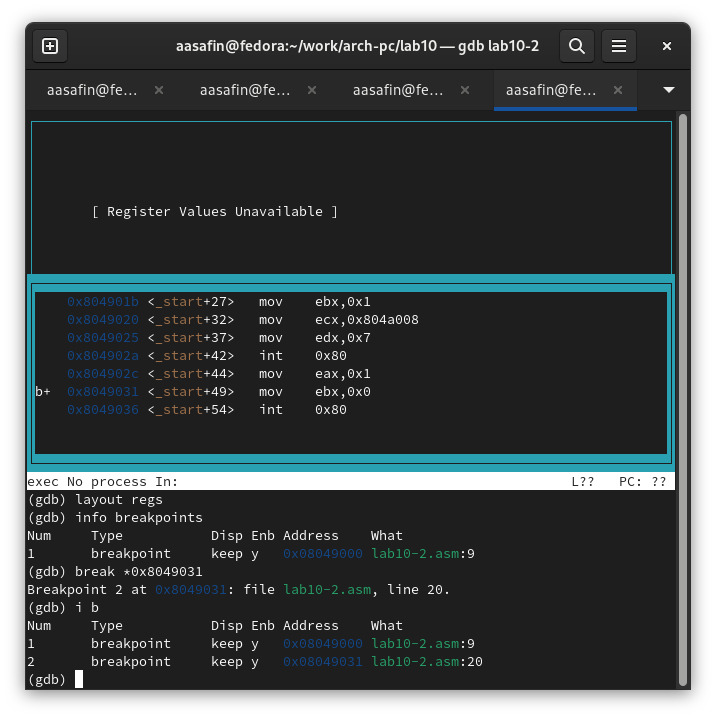 aasafin@fedora:~/work/arch-pc/lab10 — gdb lab10-2
aasafin@fe... aasafin@fe... aasafin@fe... aasafin@fe...
[ Register Values Unavailable ]
0x804901b <_start+27> mov ebx,0x1
0x8049020 <_start+32> mov ecx,0x804a008
0x8049025 <_start+37> mov edx,0x7
0x804902a <_start+42> int 0x80
0x804902c <_start+44> mov eax,0x1
b+ 0x8049031 <_start+49> mov ebx,0x0
0x8049036 <_start+54> int 0x80
exec No process In: L?? PC: ??
(gdb) layout regs
(gdb) info breakpoints
Num Type Disp Enb Address What
1 breakpoint keep y 0x08049000 lab10-2.asm:9
(gdb) break *0x8049031
Breakpoint 2 at 0x8049031: file lab10-2.asm, line 20.
(gdb) i b
Num Type Disp Enb Address What
1 breakpoint keep y 0x08049000 lab10-2.asm:9
2 breakpoint keep y 0x08049031 lab10-2.asm:20
(gdb)